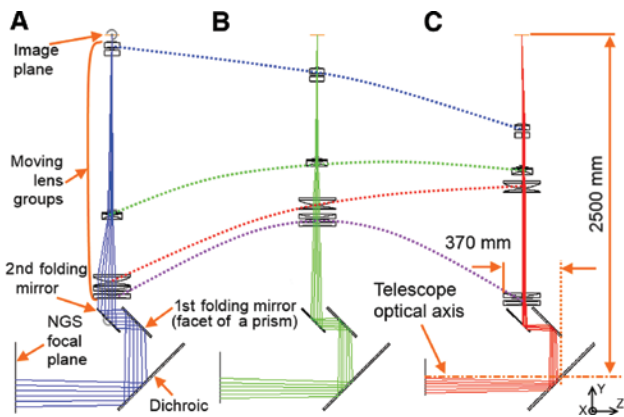 A
B
C
Image
plane
Moving
lens
groups
2nd folding
mirror
NGS
focal
plane
1st folding mirror
(facet of a prism)
Dichroic
370 mm
Telescope
optical axis
2500 mm
Y
X
Z